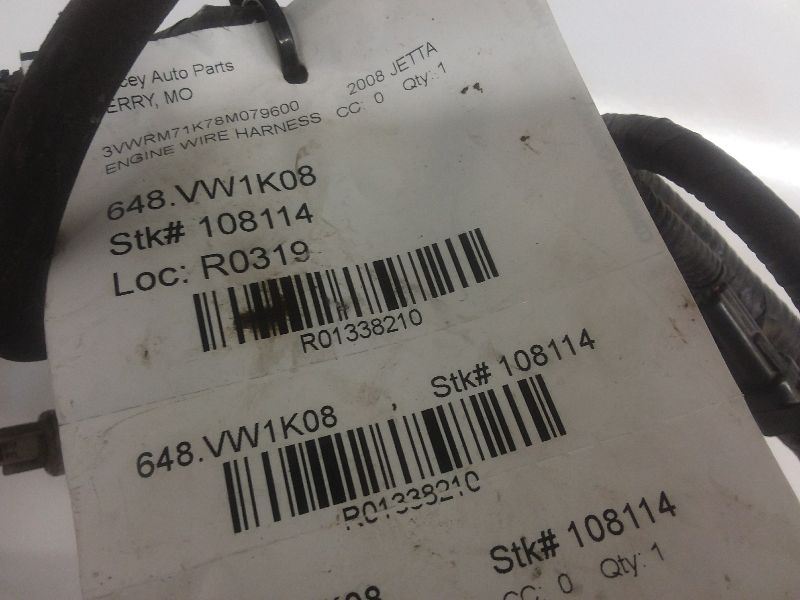 cey Auto Parts
ERRY, MO
3VWRM71K78M079600 2008 JETTA
ENGINE WIRE HARNESS CC: 0 Qty: 1
648.VW1K08
Stk# 108114
Loc: R0319
R01338210
648.VW1K08 Stk# 108114
R01338210
Stk# 108114
K08 CC: 0 Qty: 1